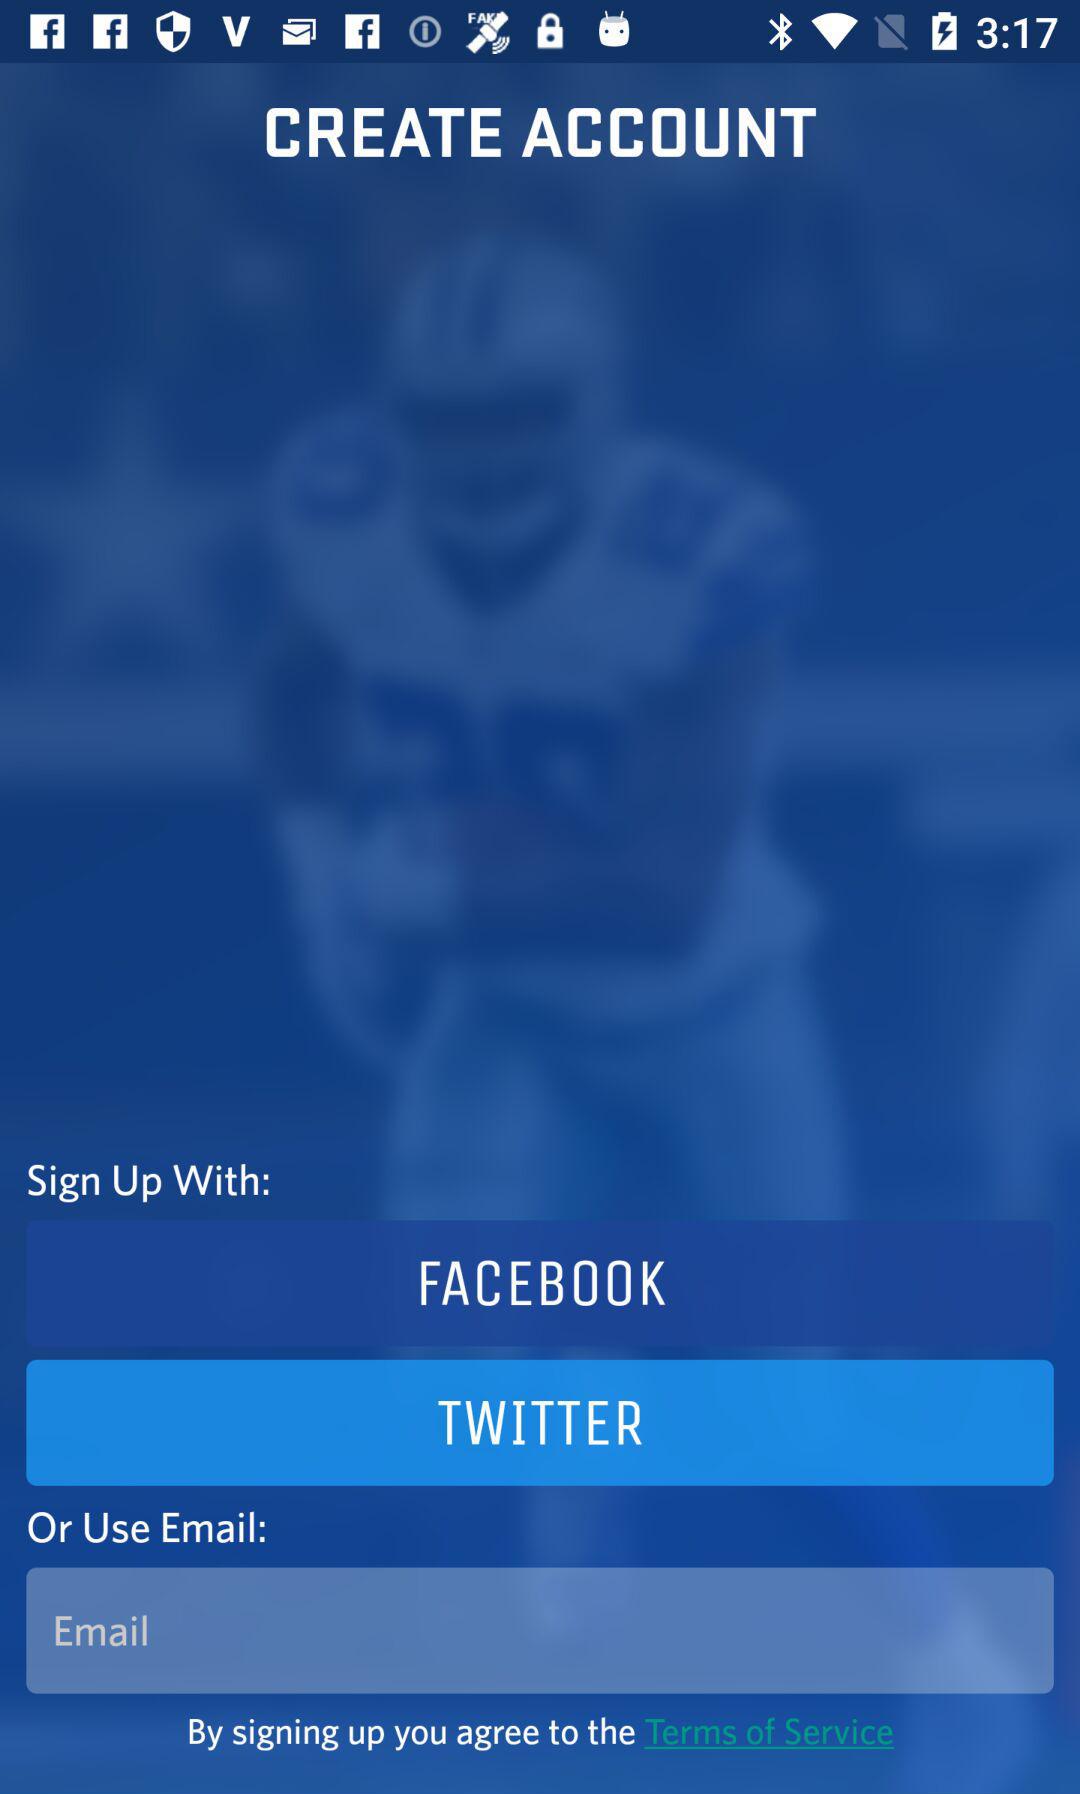 FAKE 3:17
CREATE ACCOUNT
Sign Up With:
FACEBOOK
TWITTER
Or Use Email:
Email
By signing up you agree to the Terms of Service